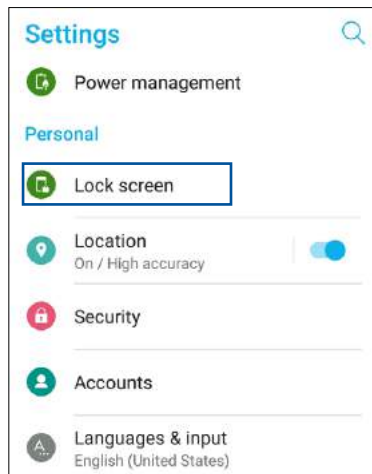 Settings
Power management
Personal
Lock screen
Location
On / High accuracy
Security
Accounts
Languages & input
English (United States)